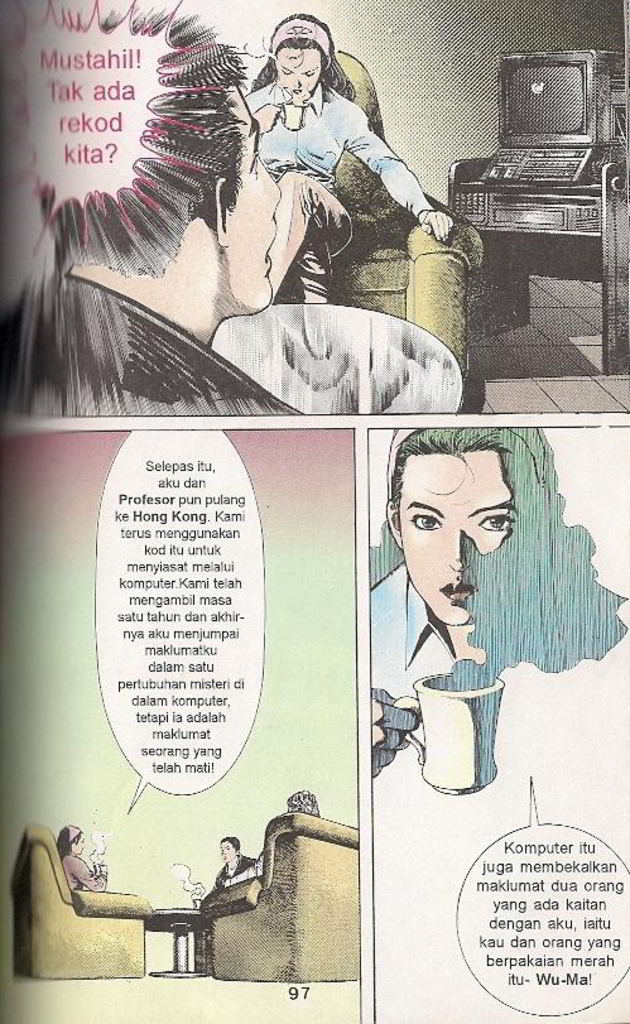 Mustahil!
Tak ada
rekod
kita?
Selepas itu,
aku dan
Profesor pun pulang
ke Hong Kong. Kami
terus menggunakan
kod itu untuk
menyiasat melalui
komputer.Kami telah
mengambil masa
satu tahun dan akhir-
nya aku menjumpai
maklumatku
dalam satu
pertubuhan misteri di
dalam komputer,
tetapi ia adalah
maklumat
seorang yang
telah mati!
Komputer itu
juga membekalkan
maklumat dua orang
yang ada kaitan
dengan aku, iaitu
kau dan orang yang
berpakaian merah
itu- Wu-Ma!
97